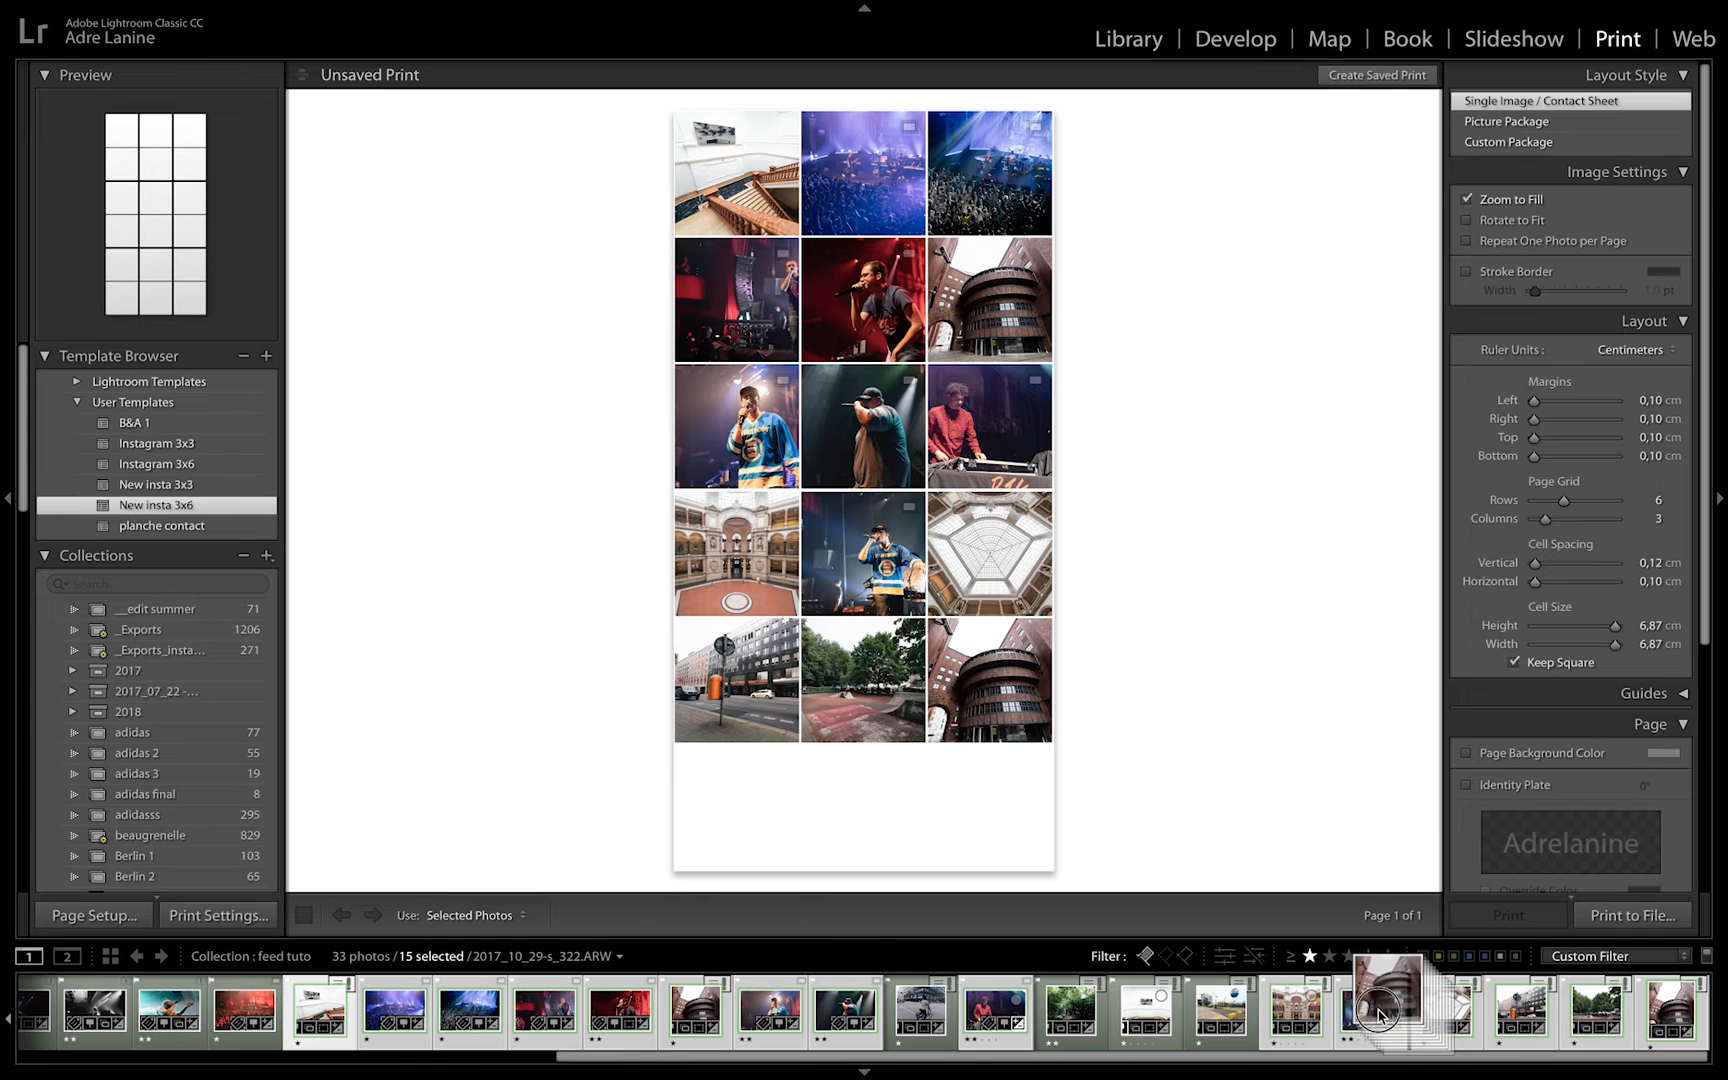 Lr
Adobe Lightroom Classic CC
Adre Lanine
Library | Develop | Map | Book | Slideshow | Print | Web
Preview
Unsaved Print
Create Saved Print
Layout Style
Template Browser
Lightroom Templates
User Templates
B&A 1
Instagram 3x3
Instagram 3x6
New insta 3x3
New insta 3x6
planche contact
Collections
Search
__edit summer 71
_Exports 1206
_Exports_insta... 271
2017
2017_07_22 -...
2018
adidas 77
adidas 2 55
adidas 3 19
adidas final 8
adidasss 295
beaugrenelle 829
Berlin 1 103
Berlin 2 65
Page Setup...
Print Settings...
Single Image / Contact Sheet
Picture Package
Custom Package
Image Settings
Zoom to Fill
Rotate to Fit
Repeat One Photo per Page
Stroke Border
Width 1,0 pt
Layout
Ruler Units : Centimeters
Margins
Left 0,10 cm
Right 0,10 cm
Top 0,10 cm
Bottom 0,10 cm
Page Grid
Rows 6
Columns 3
Cell Spacing
Vertical 0,12 cm
Horizontal 0,10 cm
Cell Size
Height 6,87 cm
Width 6,87 cm
Keep Square
Guides
Page
Page Background Color
Identity Plate 0°
Adrelanine
Override Color
Print
Print to File...
Use: Selected Photos
Page 1 of 1
1
2
Collection : feed tuto
33 photos / 15 selected / 2017_10_29-s_322.ARW
Filter :
Custom Filter